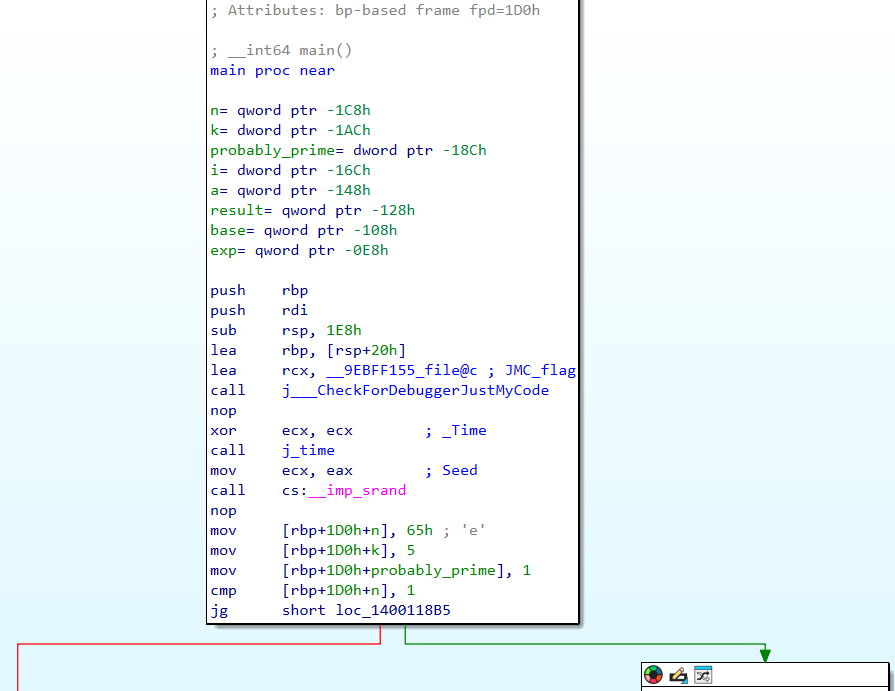 ; Attributes: bp-based frame fpd=1D0h
; __int64 main()
main proc near
n= qword ptr -1C8h
k= dword ptr -1ACh
probably_prime= dword ptr -18Ch
i= dword ptr -16Ch
a= qword ptr -148h
result= qword ptr -128h
base= qword ptr -108h
exp= qword ptr -0E8h
push    rbp
push    rdi
sub     rsp, 1E8h
lea     rbp, [rsp+20h]
lea     rcx, __9EBFF155_file@c ; JMC_flag
call    j___CheckForDebuggerJustMyCode
nop
xor     ecx, ecx        ; _Time
call    j_time
mov     ecx, eax        ; Seed
call    cs:__imp_srand
nop
mov     [rbp+1D0h+n], 65h ; 'e'
mov     [rbp+1D0h+k], 5
mov     [rbp+1D0h+probably_prime], 1
cmp     [rbp+1D0h+n], 1
jg      short loc_1400118B5